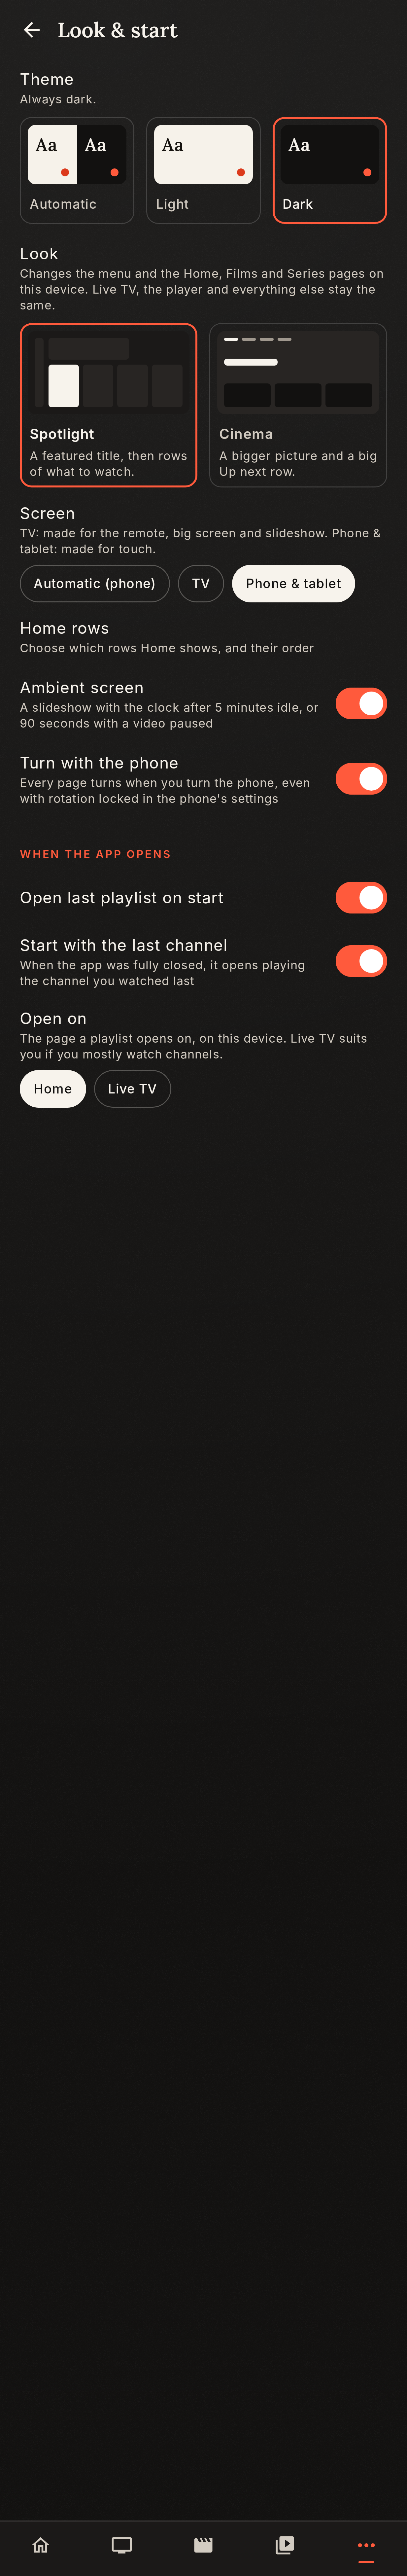 Look & start
Theme
Always dark.
Aa Aa
Automatic
Aa
Light
Aa
Dark
Look
Changes the menu and the Home, Films and Series pages on
this device. Live TV, the player and everything else stay the
same.
Spotlight
A featured title, then rows
of what to watch.
Cinema
A bigger picture and a big
Up next row.
Screen
TV: made for the remote, big screen and slideshow. Phone &
tablet: made for touch.
Automatic (phone)
TV
Phone & tablet
Home rows
Choose which rows Home shows, and their order
Ambient screen
A slideshow with the clock after 5 minutes idle, or
90 seconds with a video paused
Turn with the phone
Every page turns when you turn the phone, even
with rotation locked in the phone's settings
WHEN THE APP OPENS
Open last playlist on start
Start with the last channel
When the app was fully closed, it opens playing
the channel you watched last
Open on
The page a playlist opens on, on this device. Live TV suits
you if you mostly watch channels.
Home
Live TV